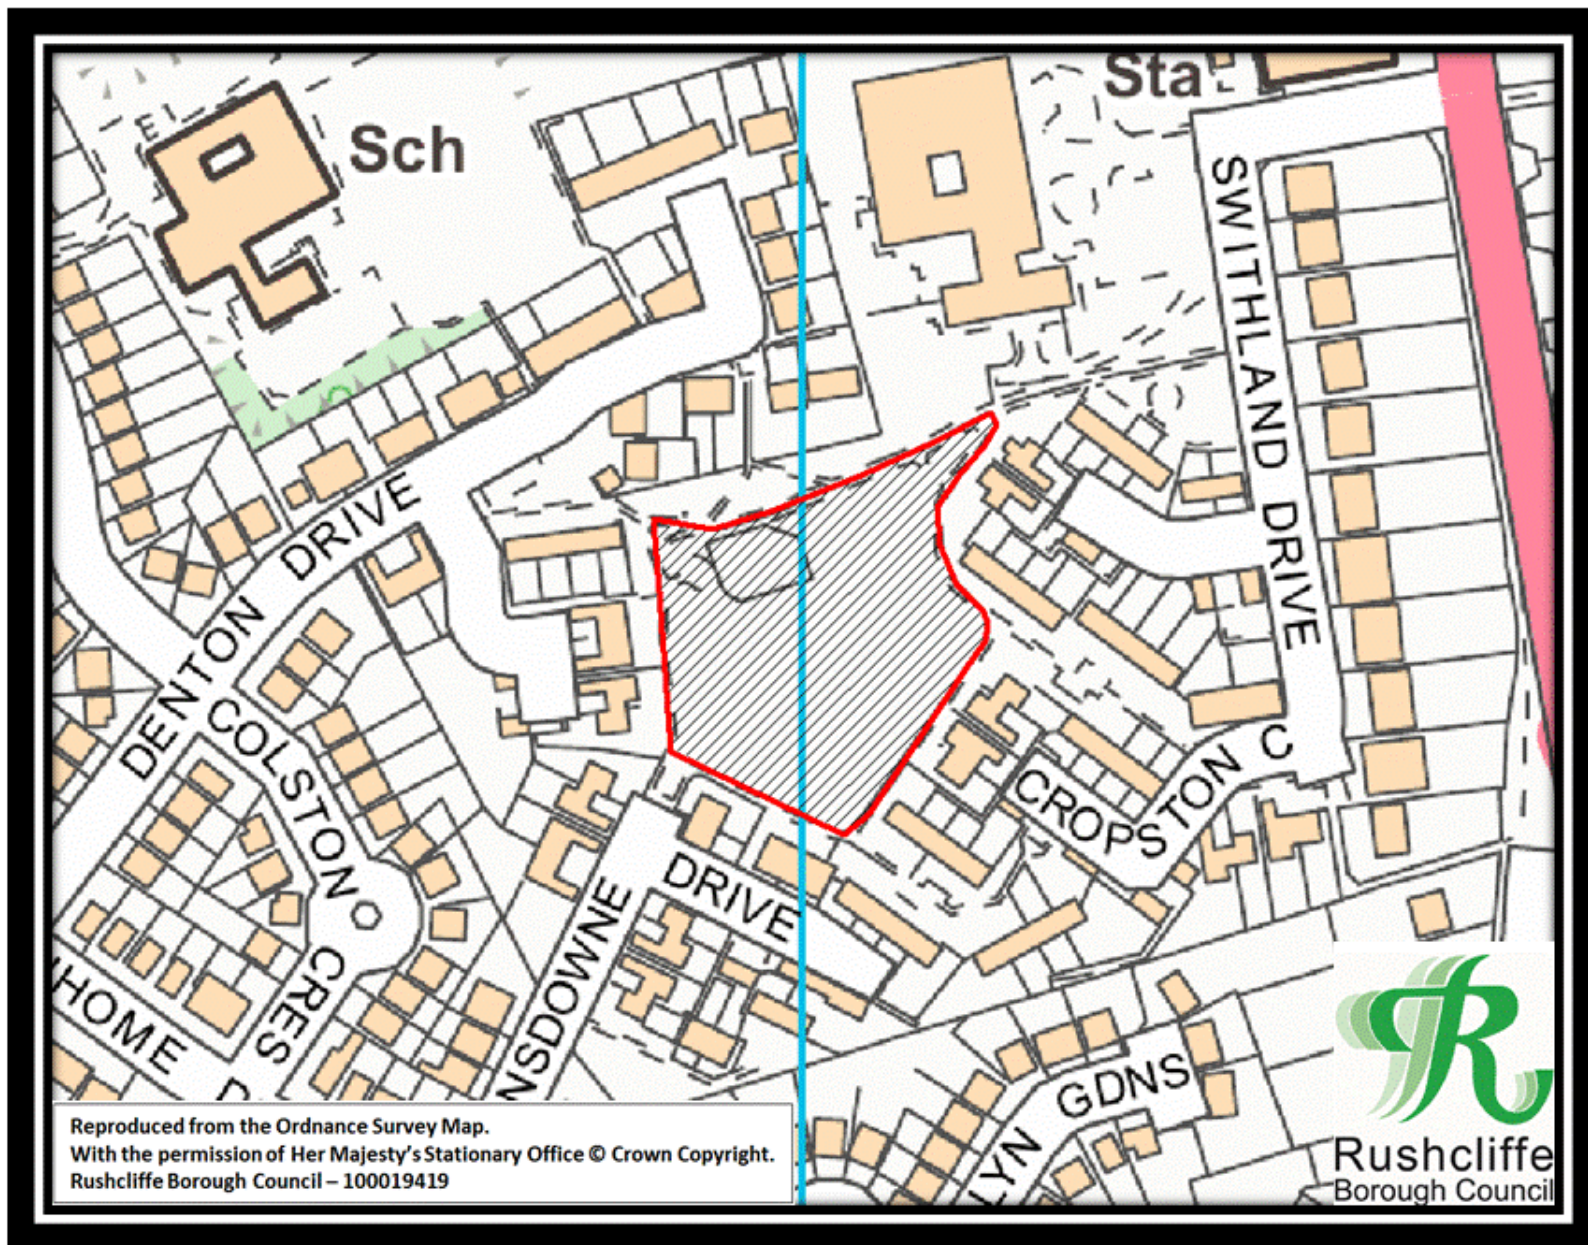 Sch
Sta
SWITHLAND DRIVE
DENTON DRIVE
COLSTON CRES
CROPSTON C
DRIVE
NSDOWNE
HOME D
GDNS
LYN
Reproduced from the Ordnance Survey Map.
With the permission of Her Majesty's Stationary Office © Crown Copyright.
Rushcliffe Borough Council – 100019419
Rushcliffe
Borough Council